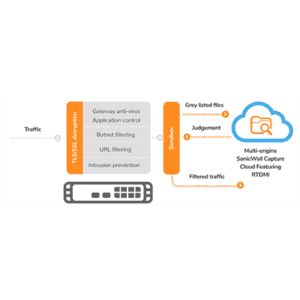 Traffic
TLS/SSL decryption
Gateway anti-virus
Application control
Botnet filtering
URL filtering
Intrusion prevention
Sandbox
Grey listed files
Judgement
Filtered traffic
Multi-engine
SonicWall Capture
Cloud Featuring
RTDMI